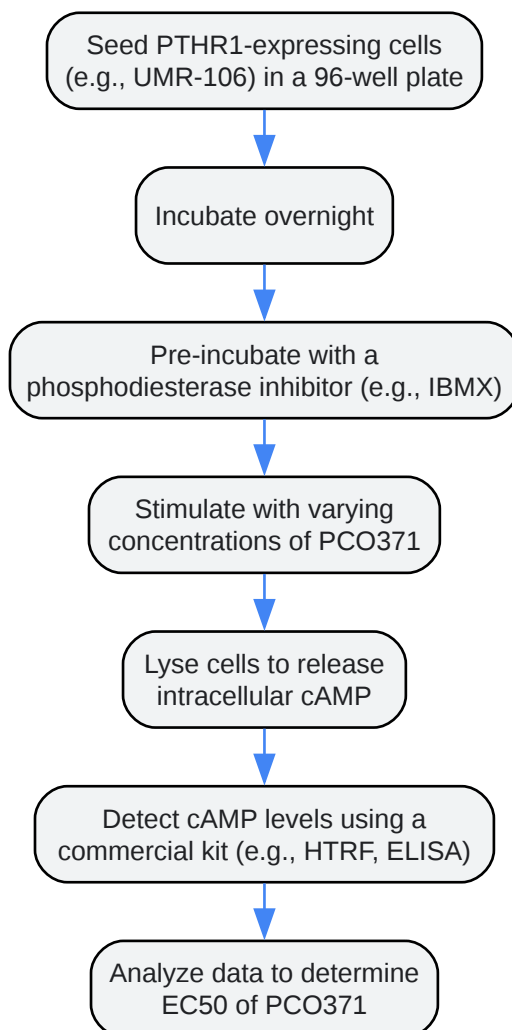 Seed PTHR1-expressing cells
(e.g., UMR-106) in a 96-well plate
Incubate overnight
Pre-incubate with a
phosphodiesterase inhibitor (e.g., IBMX)
Stimulate with varying
concentrations of PCO371
Lyse cells to release
intracellular cAMP
Detect cAMP levels using a
commercial kit (e.g., HTRF, ELISA)
Analyze data to determine
EC50 of PCO371